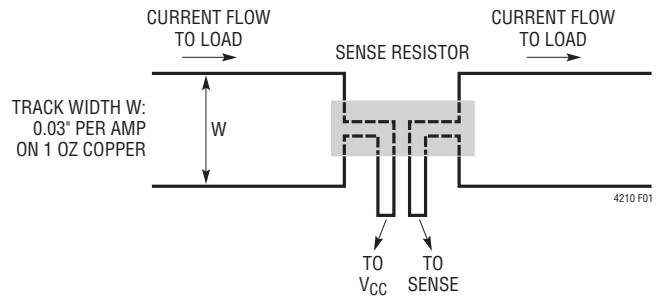 CURRENT FLOW
TO LOAD
SENSE RESISTOR
CURRENT FLOW
TO LOAD
TRACK WIDTH W:
0.03" PER AMP
ON 1 OZ COPPER
W
4210 F01
TO
VCC
TO
SENSE